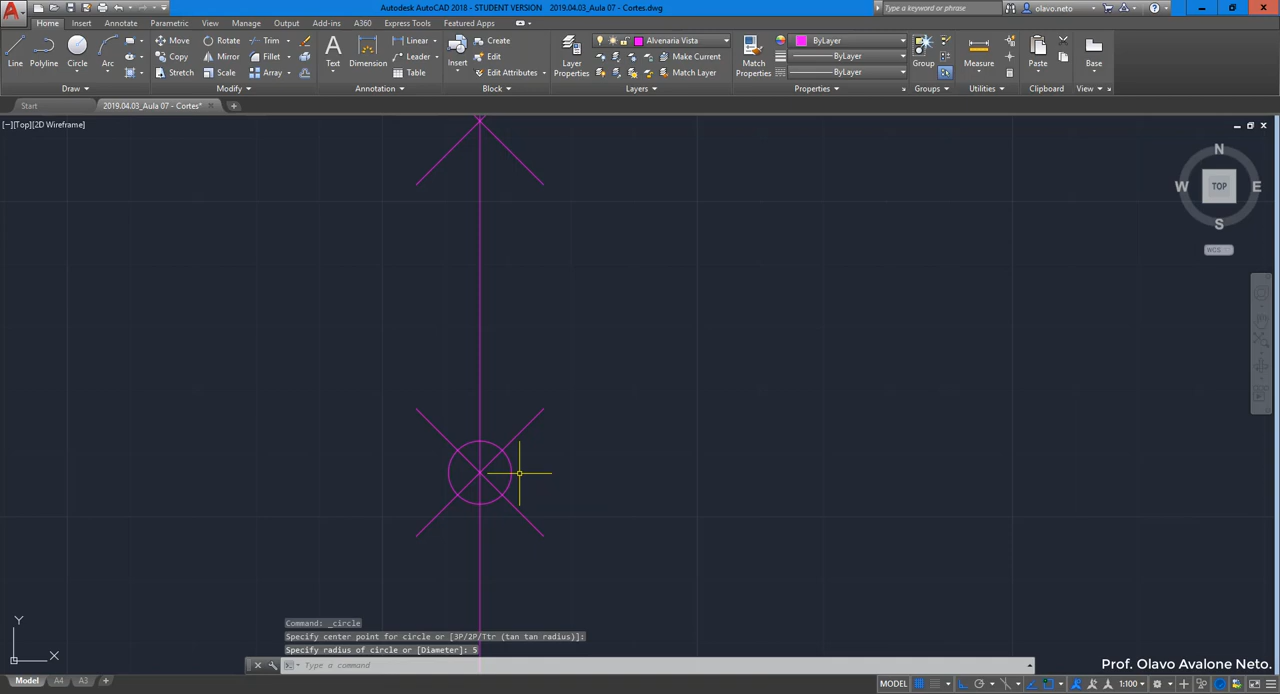 Autodesk AutoCAD 2018 - STUDENT VERSION 2019.04.03_Aula 07 - Cortes.dwg
Type a keyword or phrase
olavo.neto
Home Insert Annotate Parametric View Manage Output Add-ins A360 Express Tools Featured Apps
Line Polyline Circle Arc
Move Rotate Trim
Copy Mirror Fillet
Stretch Scale Array
Text Dimension
Linear
Leader
Table
Insert
Create
Edit
Edit Attributes
Layer Properties
Alvenaria Vista
Make Current
Match Layer
Match Properties
ByLayer
ByLayer
ByLayer
Group
Measure
Paste
Base
Draw Modify Annotation Block Layers Properties Groups Utilities Clipboard View
Start 2019.04.03_Aula 07 - Cortes*
[−][Top][2D Wireframe]
N
W TOP E
S
WCS
Y
X
Command: _circle
Specify center point for circle or [3P/2P/Ttr (tan tan radius)]:
Specify radius of circle or [Diameter]: 5
Type a command
Prof. Olavo Avalone Neto.
Model A4 A3
MODEL 1:100